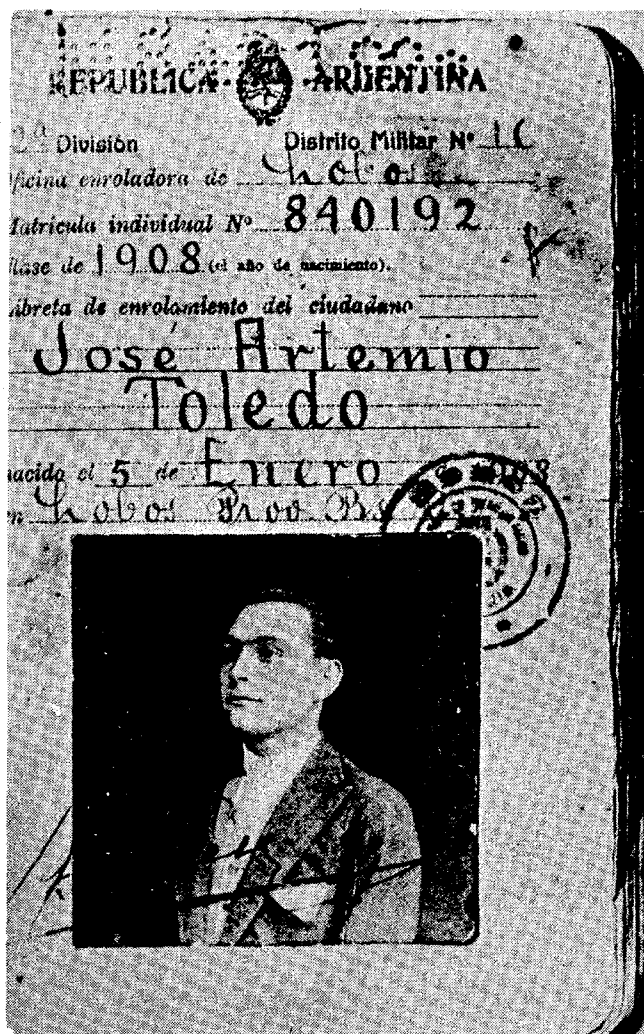 REPUBLICA ARGENTINA
2ª División Distrito Militar Nº 16
Oficina enroladora de Lobos
Matrícula individual Nº 840192
Clase de 1908 (el año de nacimiento).
Libreta de enrolamiento del ciudadano
José Artemio
Toledo
nacido el 5 de Enero
en Lobos Prov. Bs